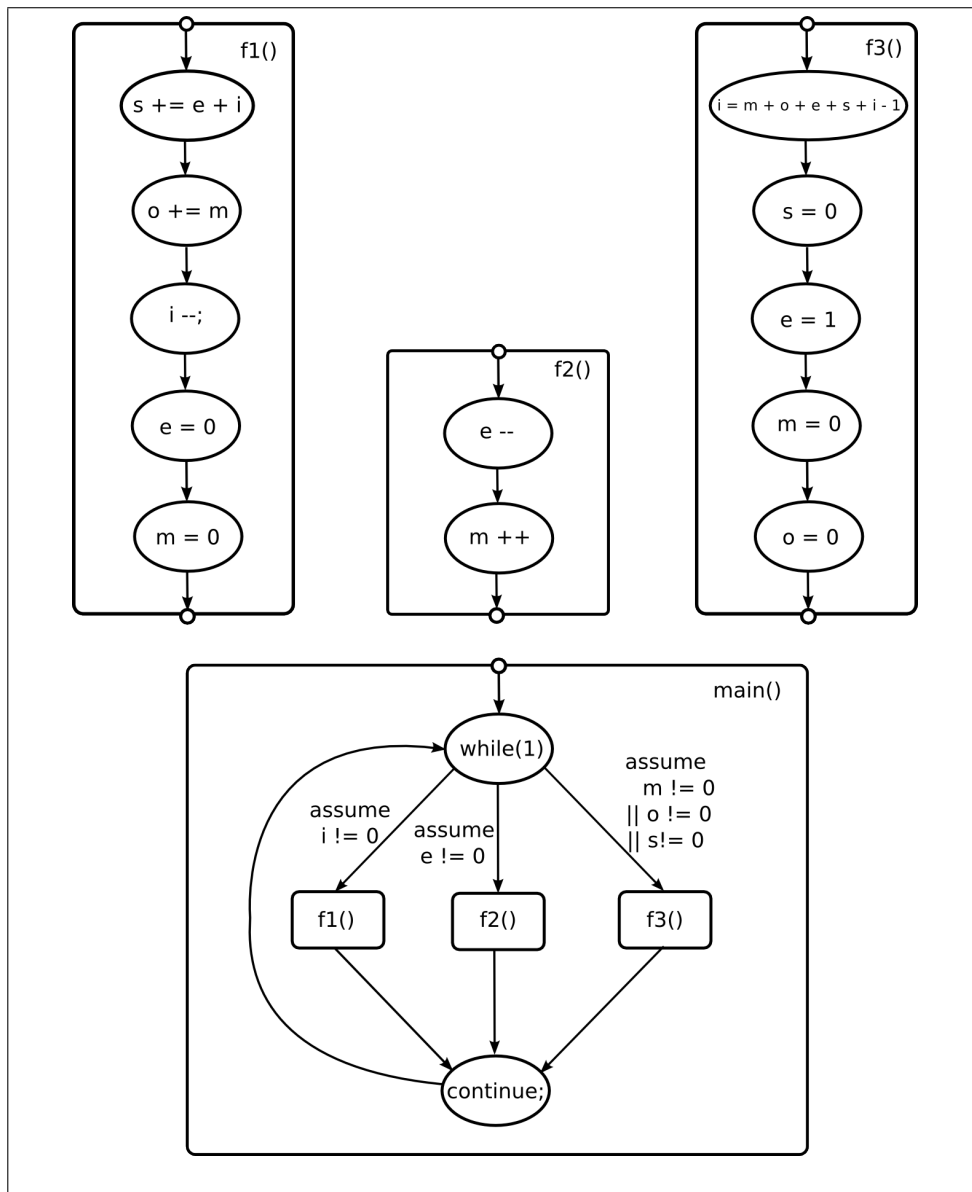 f1()
s += e + i
o += m
i --;
e = 0
m = 0
f2()
e --
m ++
f3()
i = m + o + e + s + i - 1
s = 0
e = 1
m = 0
o = 0
main()
while(1)
assume
i != 0
assume
e != 0
assume
m != 0
|| o != 0
|| s!= 0
f1()
f2()
f3()
continue;